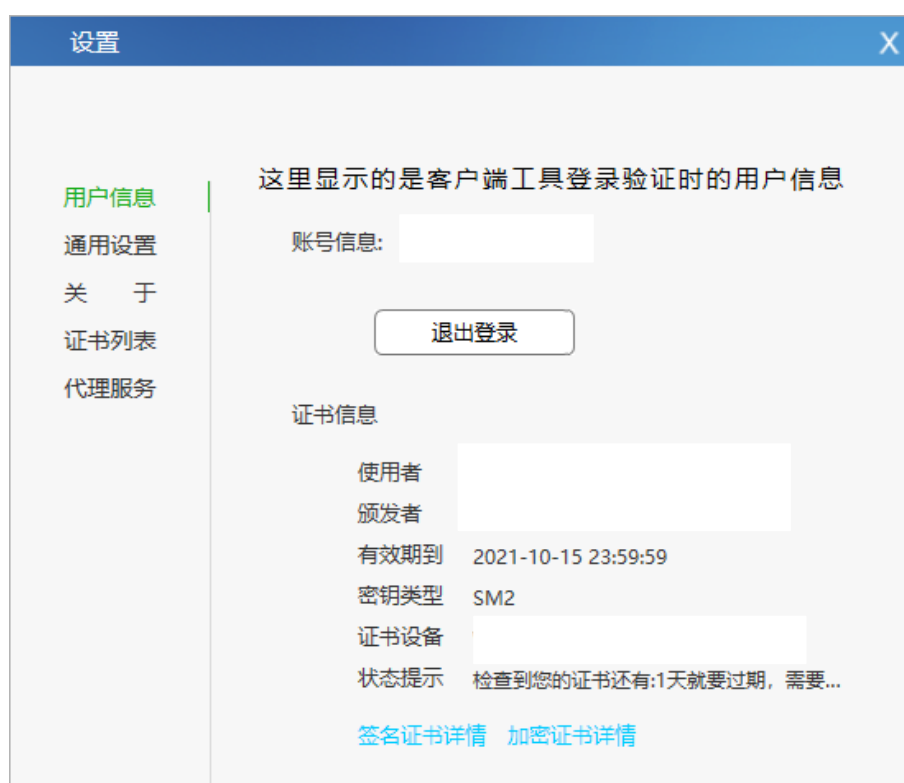 设置 X
用户信息
通用设置
关 于
证书列表
代理服务
这里显示的是客户端工具登录验证时的用户信息
账号信息:
退出登录
证书信息
使用者
颁发者
有效期到 2021-10-15 23:59:59
密钥类型 SM2
证书设备
状态提示 检查到您的证书还有:1天就要过期，需要...
签名证书详情 加密证书详情